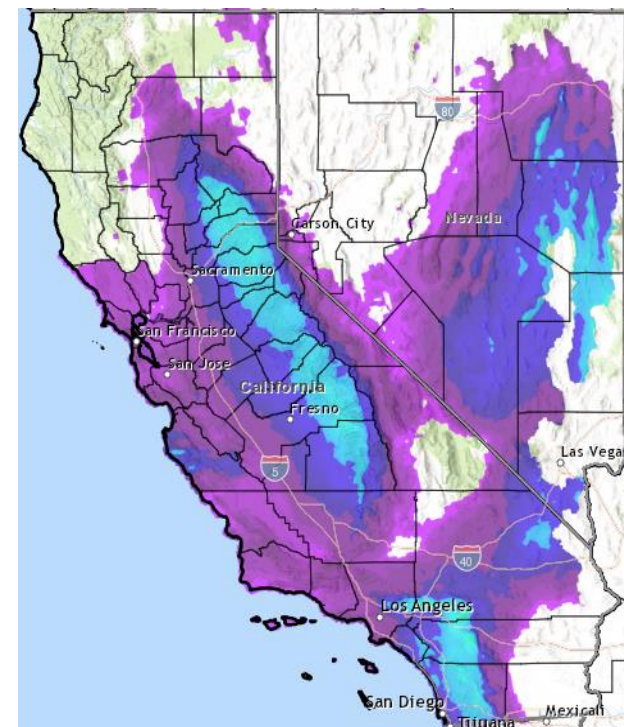 80
Nevada
Carson City
Sacramento
San Francisco
San Jose
California
Fresno
5
Las Vega
40
Los Angeles
San Diego
Tijuana
Mexicali